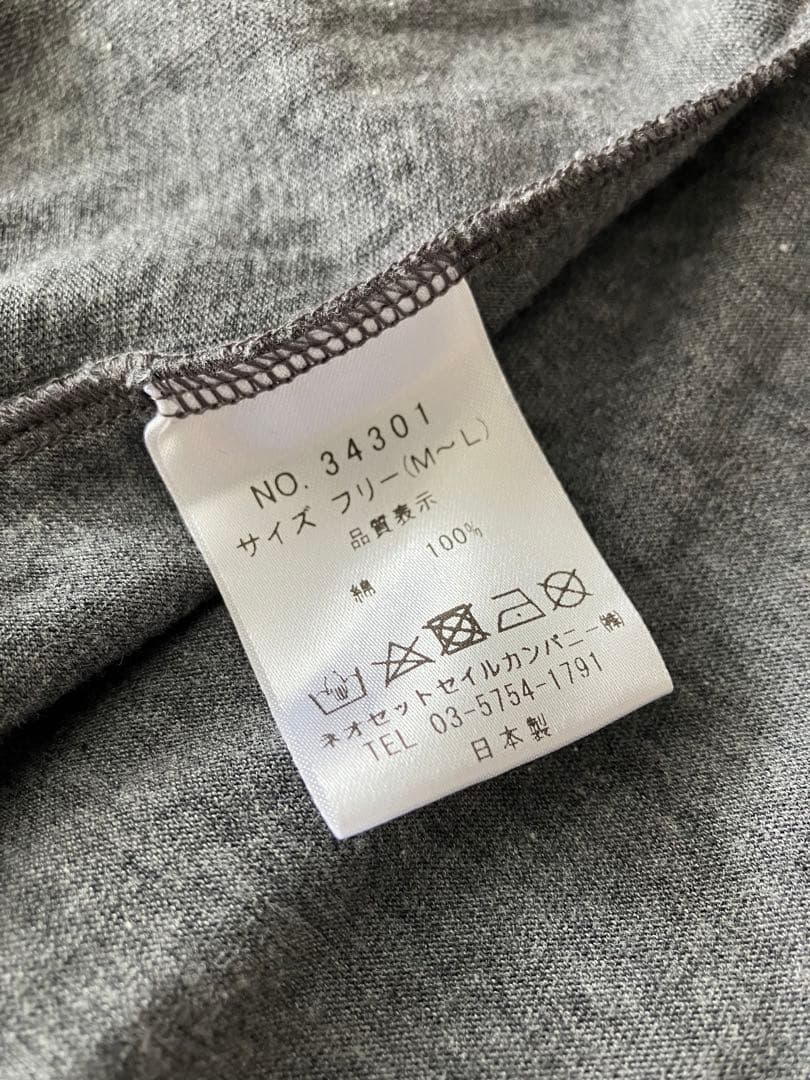 NO. 34301
サイズ フリー(M～L)
品質表示
綿 100%
ネオセットセイルカンパニー㈱
TEL 03-5754-1791
日本製